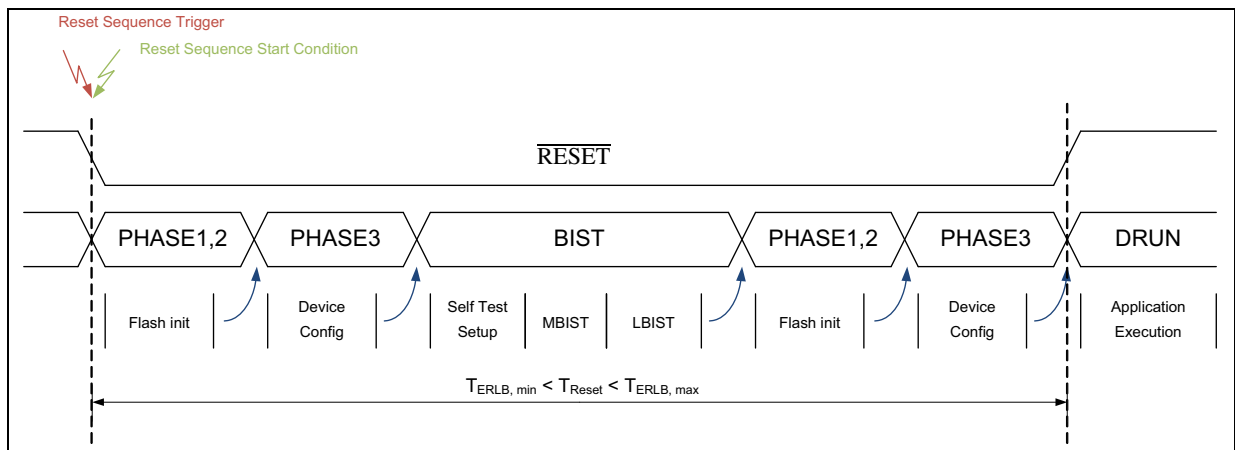 Reset Sequence Trigger
Reset Sequence Start Condition
RESET
PHASE1,2 PHASE3 BIST PHASE1,2 PHASE3 DRUN
Flash init
Device
Config
Self Test
Setup
MBIST
LBIST
Flash init
Device
Config
Application
Execution
TERLB, min < TReset < TERLB, max